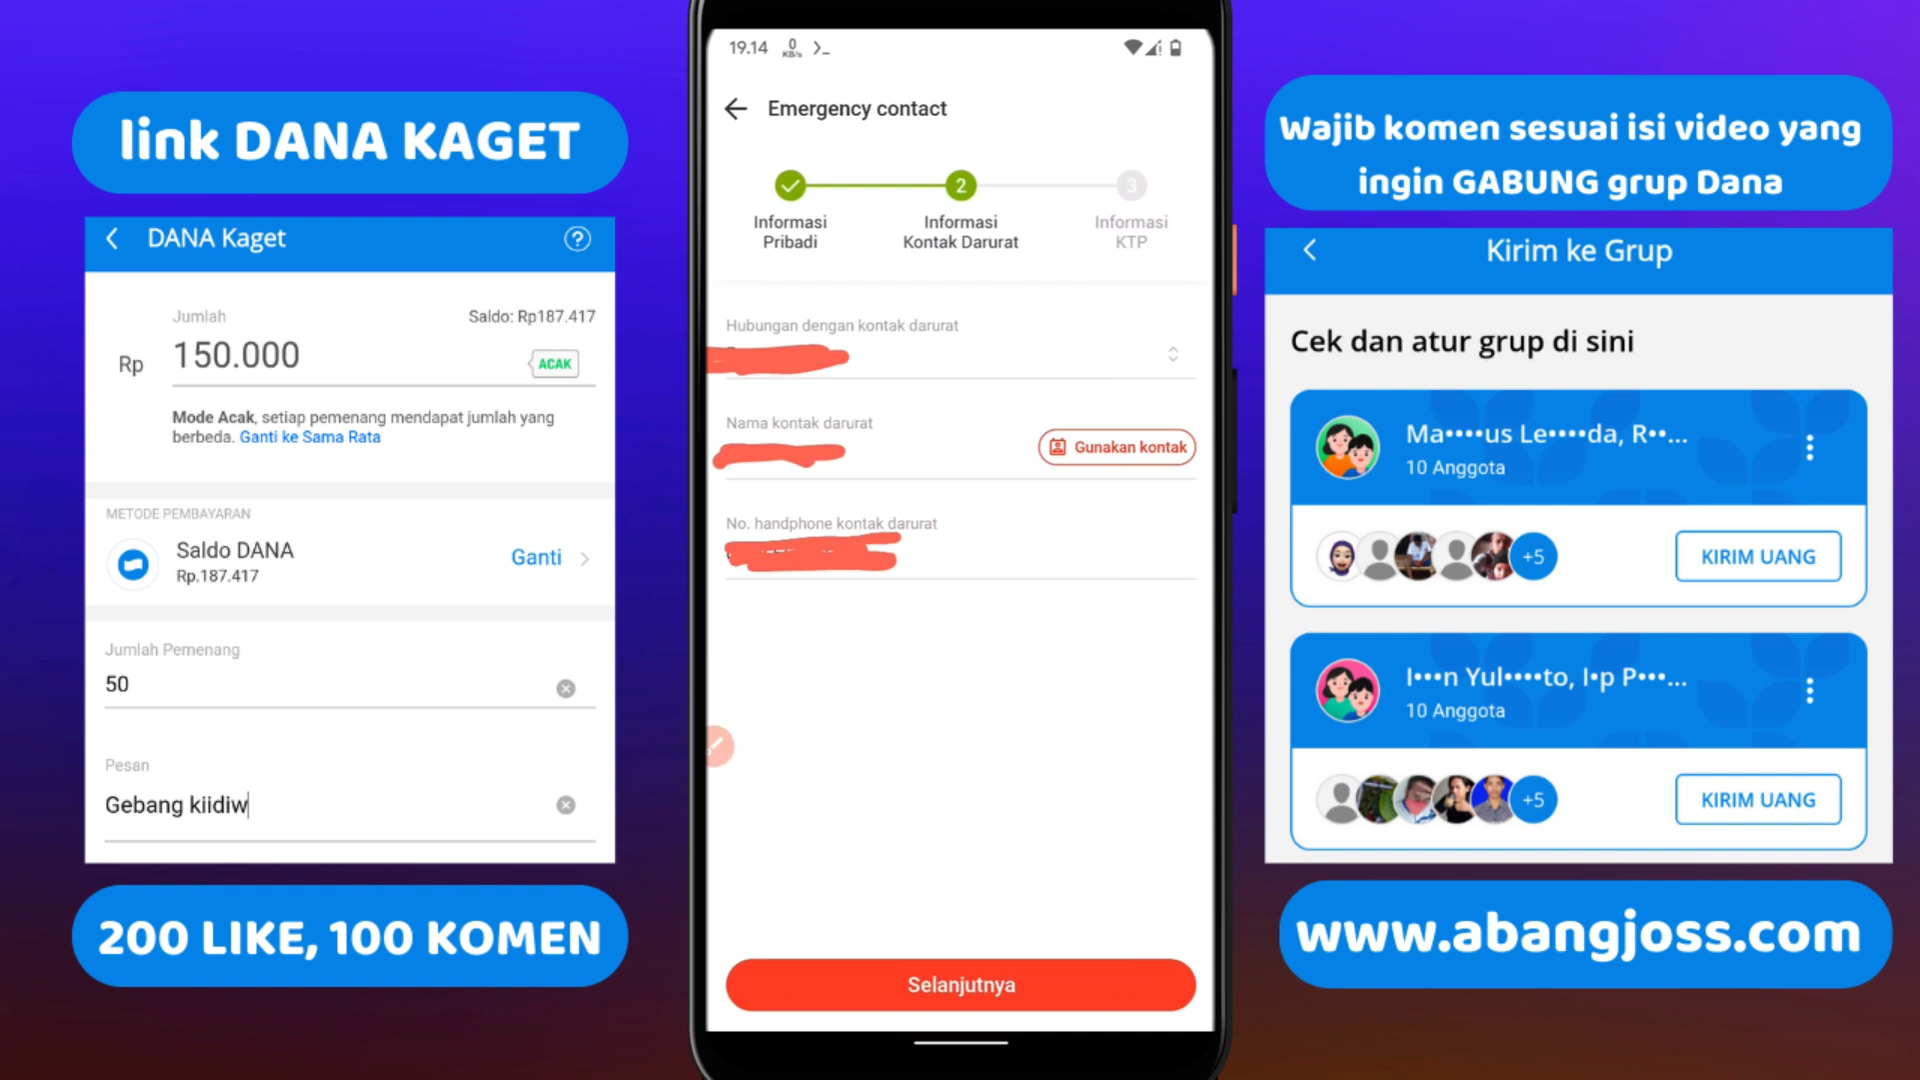 link DANA KAGET
DANA Kaget
Jumlah
Saldo: Rp187.417
Rp
150.000
ACAK
Mode Acak, setiap pemenang mendapat jumlah yang
berbeda. Ganti ke Sama Rata
METODE PEMBAYARAN
Saldo DANA
Rp.187.417
Ganti
Jumlah Pemenang
50
Pesan
Gebang kiidiw
200 LIKE, 100 KOMEN
19.14
0
KB/s
Emergency contact
2
3
Informasi
Pribadi
Informasi
Kontak Darurat
Informasi
KTP
Hubungan dengan kontak darurat
Nama kontak darurat
Gunakan kontak
No. handphone kontak darurat
Selanjutnya
Wajib komen sesuai isi video yang
ingin GABUNG grup Dana
Kirim ke Grup
Cek dan atur grup di sini
Ma••••us Le••••da, R••...
10 Anggota
+5
KIRIM UANG
I•••n Yul••••to, I•p P•••...
10 Anggota
+5
KIRIM UANG
www.abangjoss.com